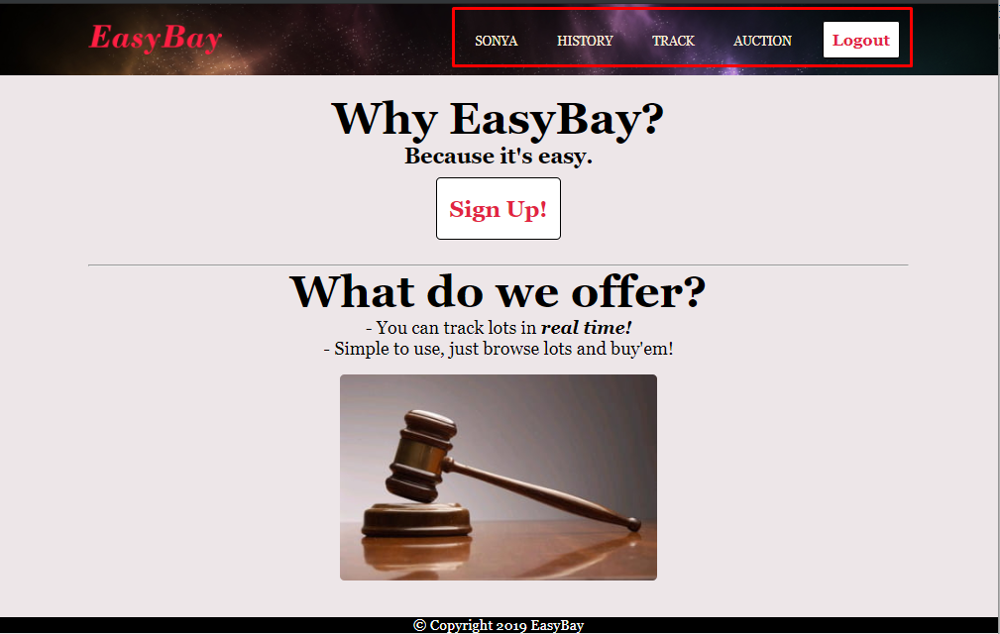 EasyBay
SONYA HISTORY TRACK AUCTION Logout
Why EasyBay?
Because it's easy.
Sign Up!
What do we offer?
- You can track lots in real time!
- Simple to use, just browse lots and buy'em!
© Copyright 2019 EasyBay